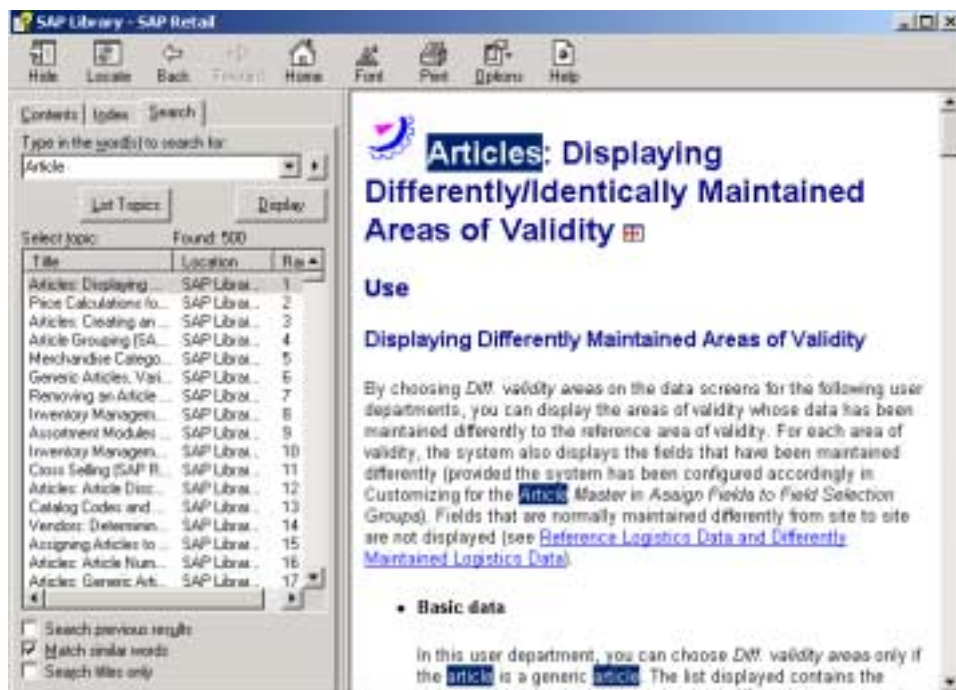 SAP Library - SAP Retail
Hide Locate Back Forward Home Font Print Options Help
Contents Index Search
Type in the word(s) to search for:
Article
List Topics Display
Select topic: Found: 500
Title Location Ran
Articles: Displaying ... SAP Librar... 1
Price Calculations fo... SAP Librar... 2
Articles: Creating an ... SAP Librar... 3
Article Grouping (SA... SAP Librar... 4
Merchandise Catego... SAP Librar... 5
Generic Articles, Vari... SAP Librar... 6
Removing an Article ... SAP Librar... 7
Inventory Managem... SAP Librar... 8
Assortment Modules ... SAP Librar... 9
Inventory Managem... SAP Librar... 10
Cross Selling (SAP R... SAP Librar... 11
Articles: Article Disc... SAP Librar... 12
Catalog Codes and ... SAP Librar... 13
Vendors: Determinin... SAP Librar... 14
Assigning Articles to ... SAP Librar... 15
Articles: Article Num... SAP Librar... 16
Articles: Generic Arti... SAP Librar... 17
Search previous results
Match similar words
Search titles only
Articles: Displaying
Differently/Identically Maintained
Areas of Validity
Use
Displaying Differently Maintained Areas of Validity
By choosing Diff. validity areas on the data screens for the following user
departments, you can display the areas of validity whose data has been
maintained differently to the reference area of validity. For each area of
validity, the system also displays the fields that have been maintained
differently (provided the system has been configured accordingly in
Customizing for the Article Master in Assign Fields to Field Selection
Groups). Fields that are normally maintained differently from site to site
are not displayed (see Reference Logistics Data and Differently
Maintained Logistics Data).
• Basic data
In this user department, you can choose Diff. validity areas only if
the article is a generic article. The list displayed contains the